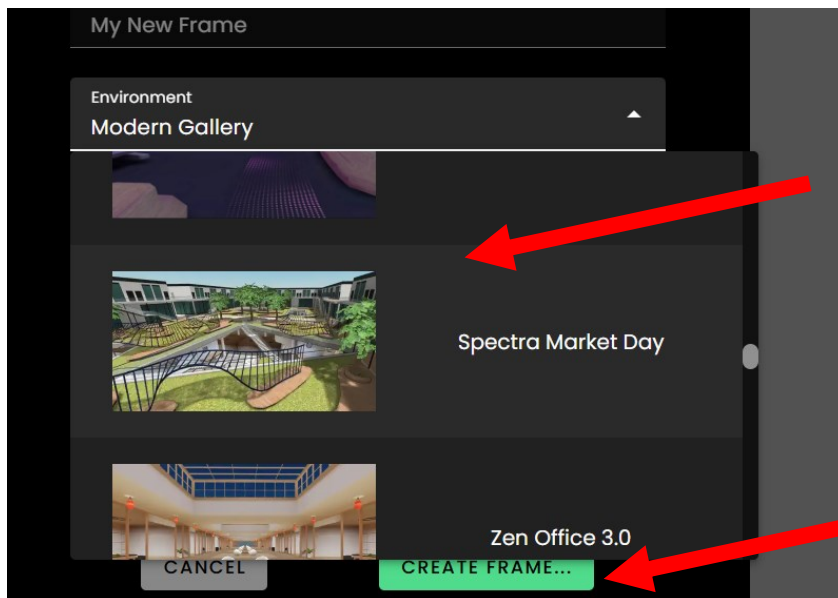 My New Frame
Environment
Modern Gallery
Spectra Market Day
Zen Office 3.0
CANCEL
CREATE FRAME...